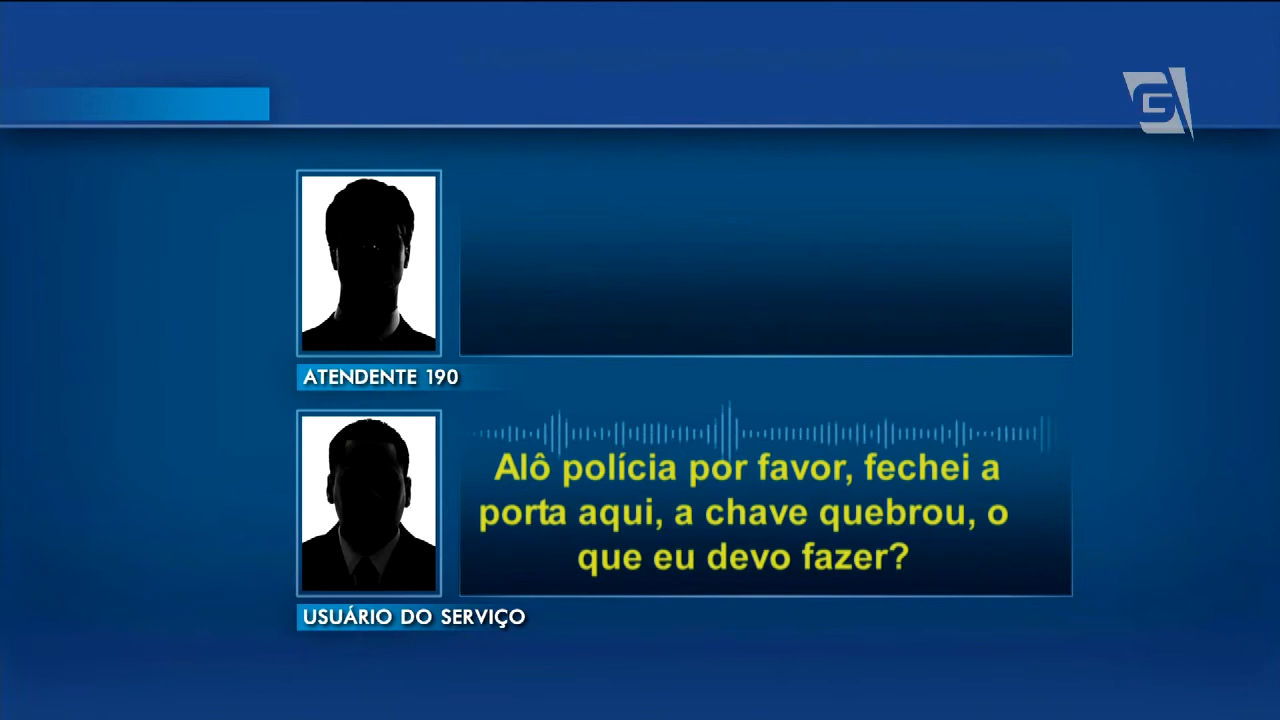 ATENDENTE 190
Alô polícia por favor, fechei a
porta aqui, a chave quebrou, o
que eu devo fazer?
USUÁRIO DO SERVIÇO